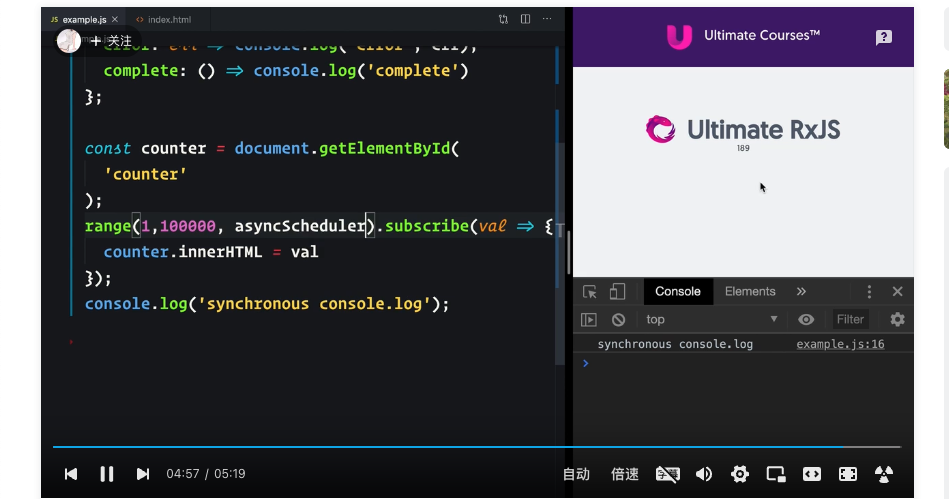 JS example.js × <> index.html ...
+ 关注
error: err => console.log('error', err),
complete: () => console.log('complete')
};
const counter = document.getElementById(
'counter'
);
range(1,100000, asyncScheduler).subscribe(val => {
counter.innerHTML = val
});
console.log('synchronous console.log');
04:57 / 05:19
自动 倍速
Ultimate Courses™
Ultimate RxJS
189
Console Elements »
top Filter
synchronous console.log example.js:16
>